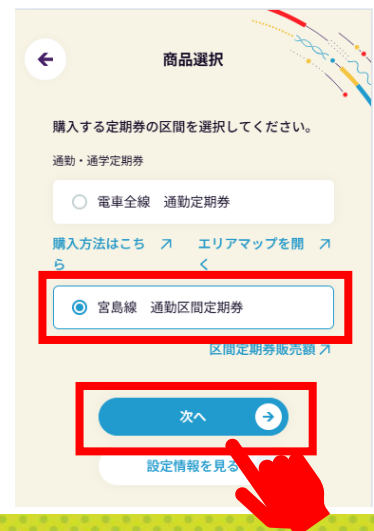 商品選択
購入する定期券の区間を選択してください。
通勤・通学定期券
電車全線 通勤定期券
購入方法はこち
ら
エリアマップを開
く
宮島線 通勤区間定期券
区間定期券販売額
次へ
設定情報を見る